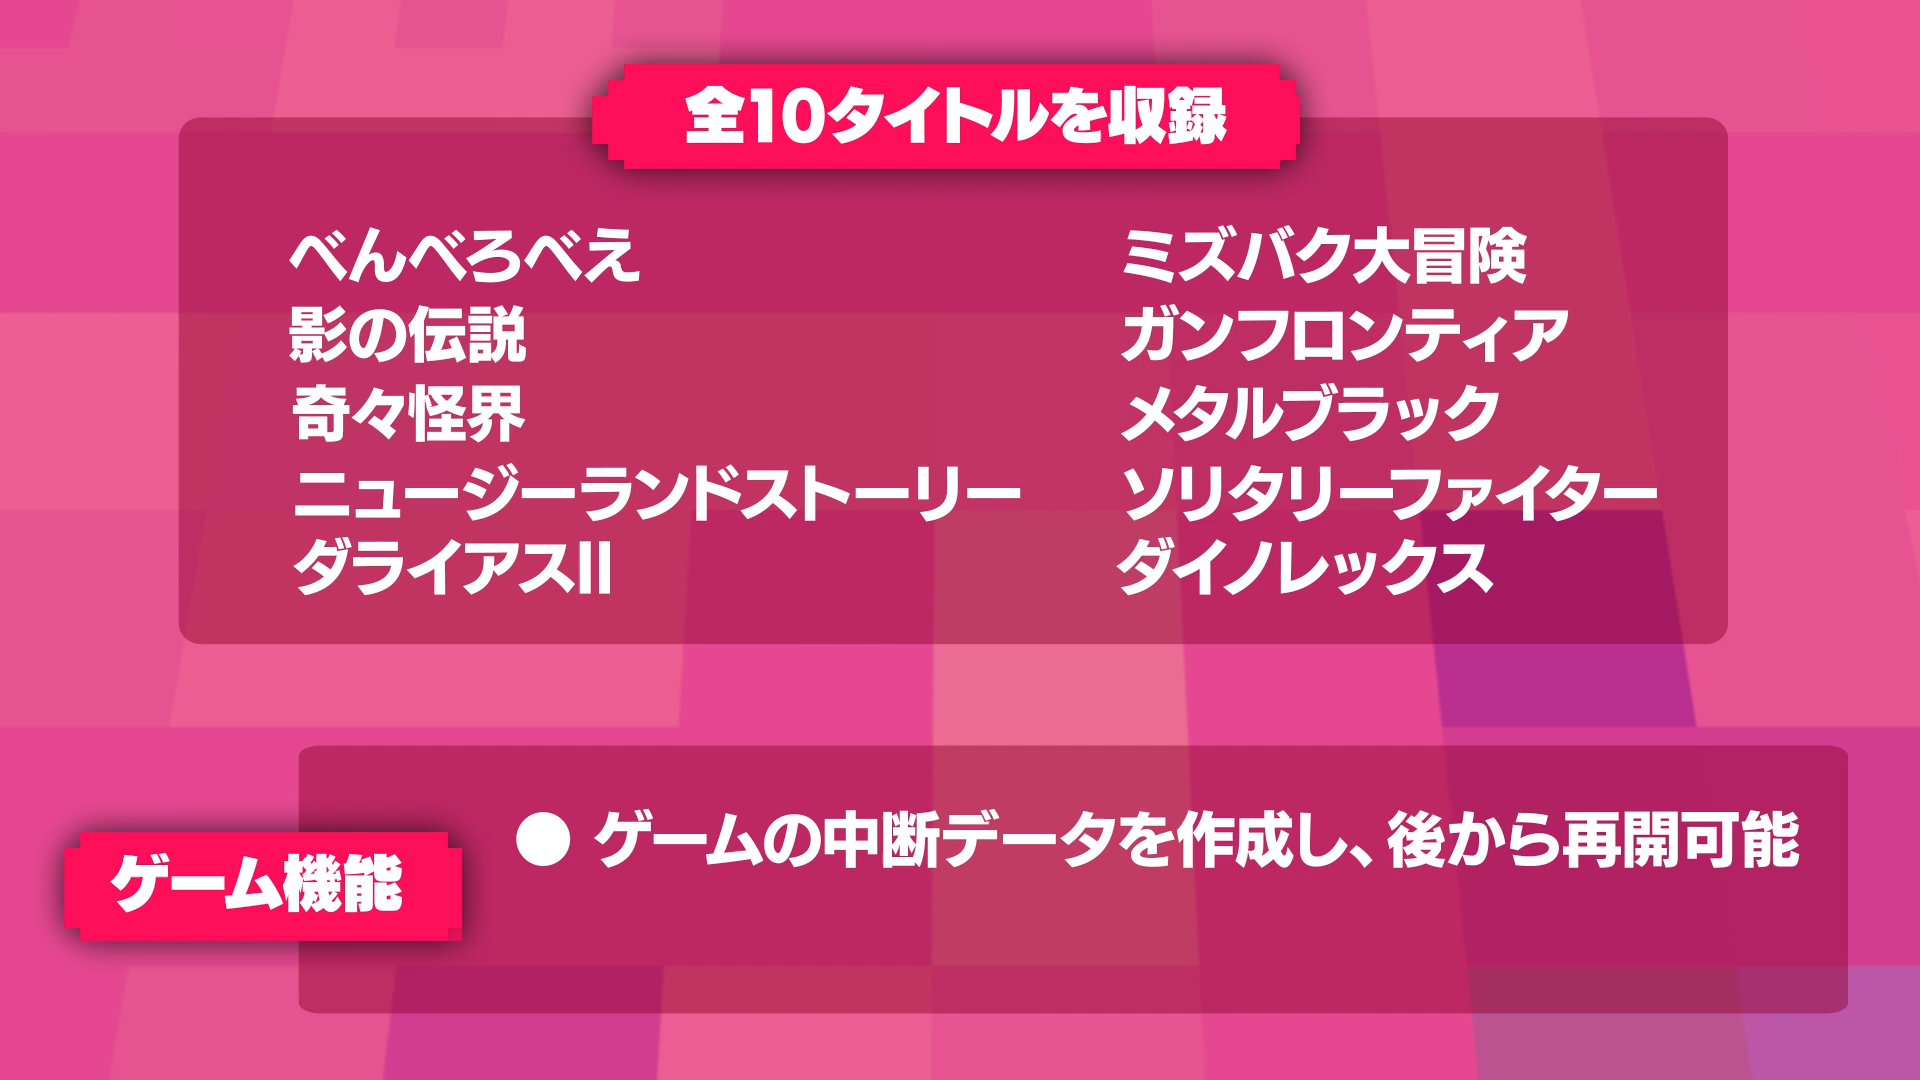 全10タイトルを収録
べんべろべえ
影の伝説
奇々怪界
ニュージーランドストーリー
ダライアスII
ミズバク大冒険
ガンフロンティア
メタルブラック
ソリタリーファイター
ダイノレックス
ゲーム機能
● ゲームの中断データを作成し、後から再開可能